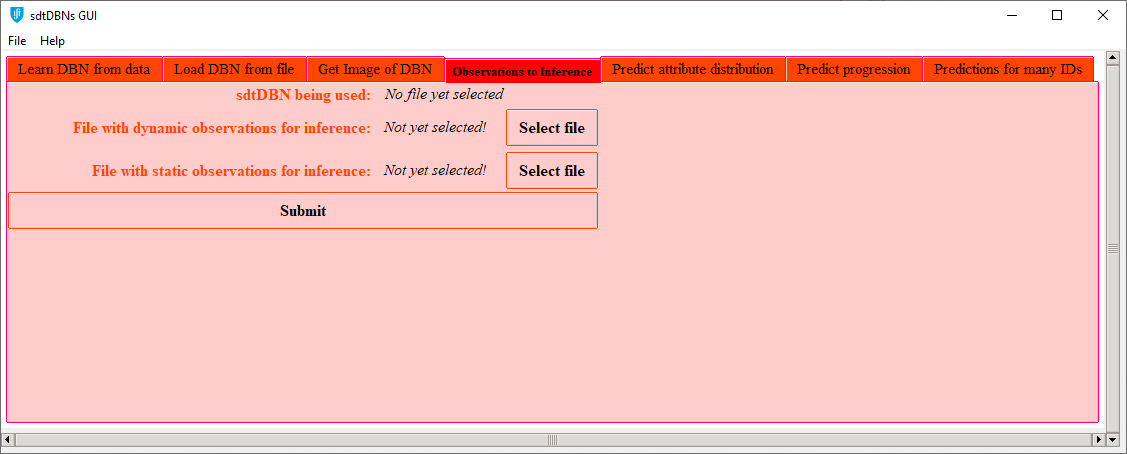 sdtDBNs GUI
File Help
Learn DBN from data Load DBN from file Get Image of DBN Observations to Inference Predict attribute distribution Predict progression Predictions for many IDs
sdtDBN being used: No file yet selected
File with dynamic observations for inference: Not yet selected! Select file
File with static observations for inference: Not yet selected! Select file
Submit